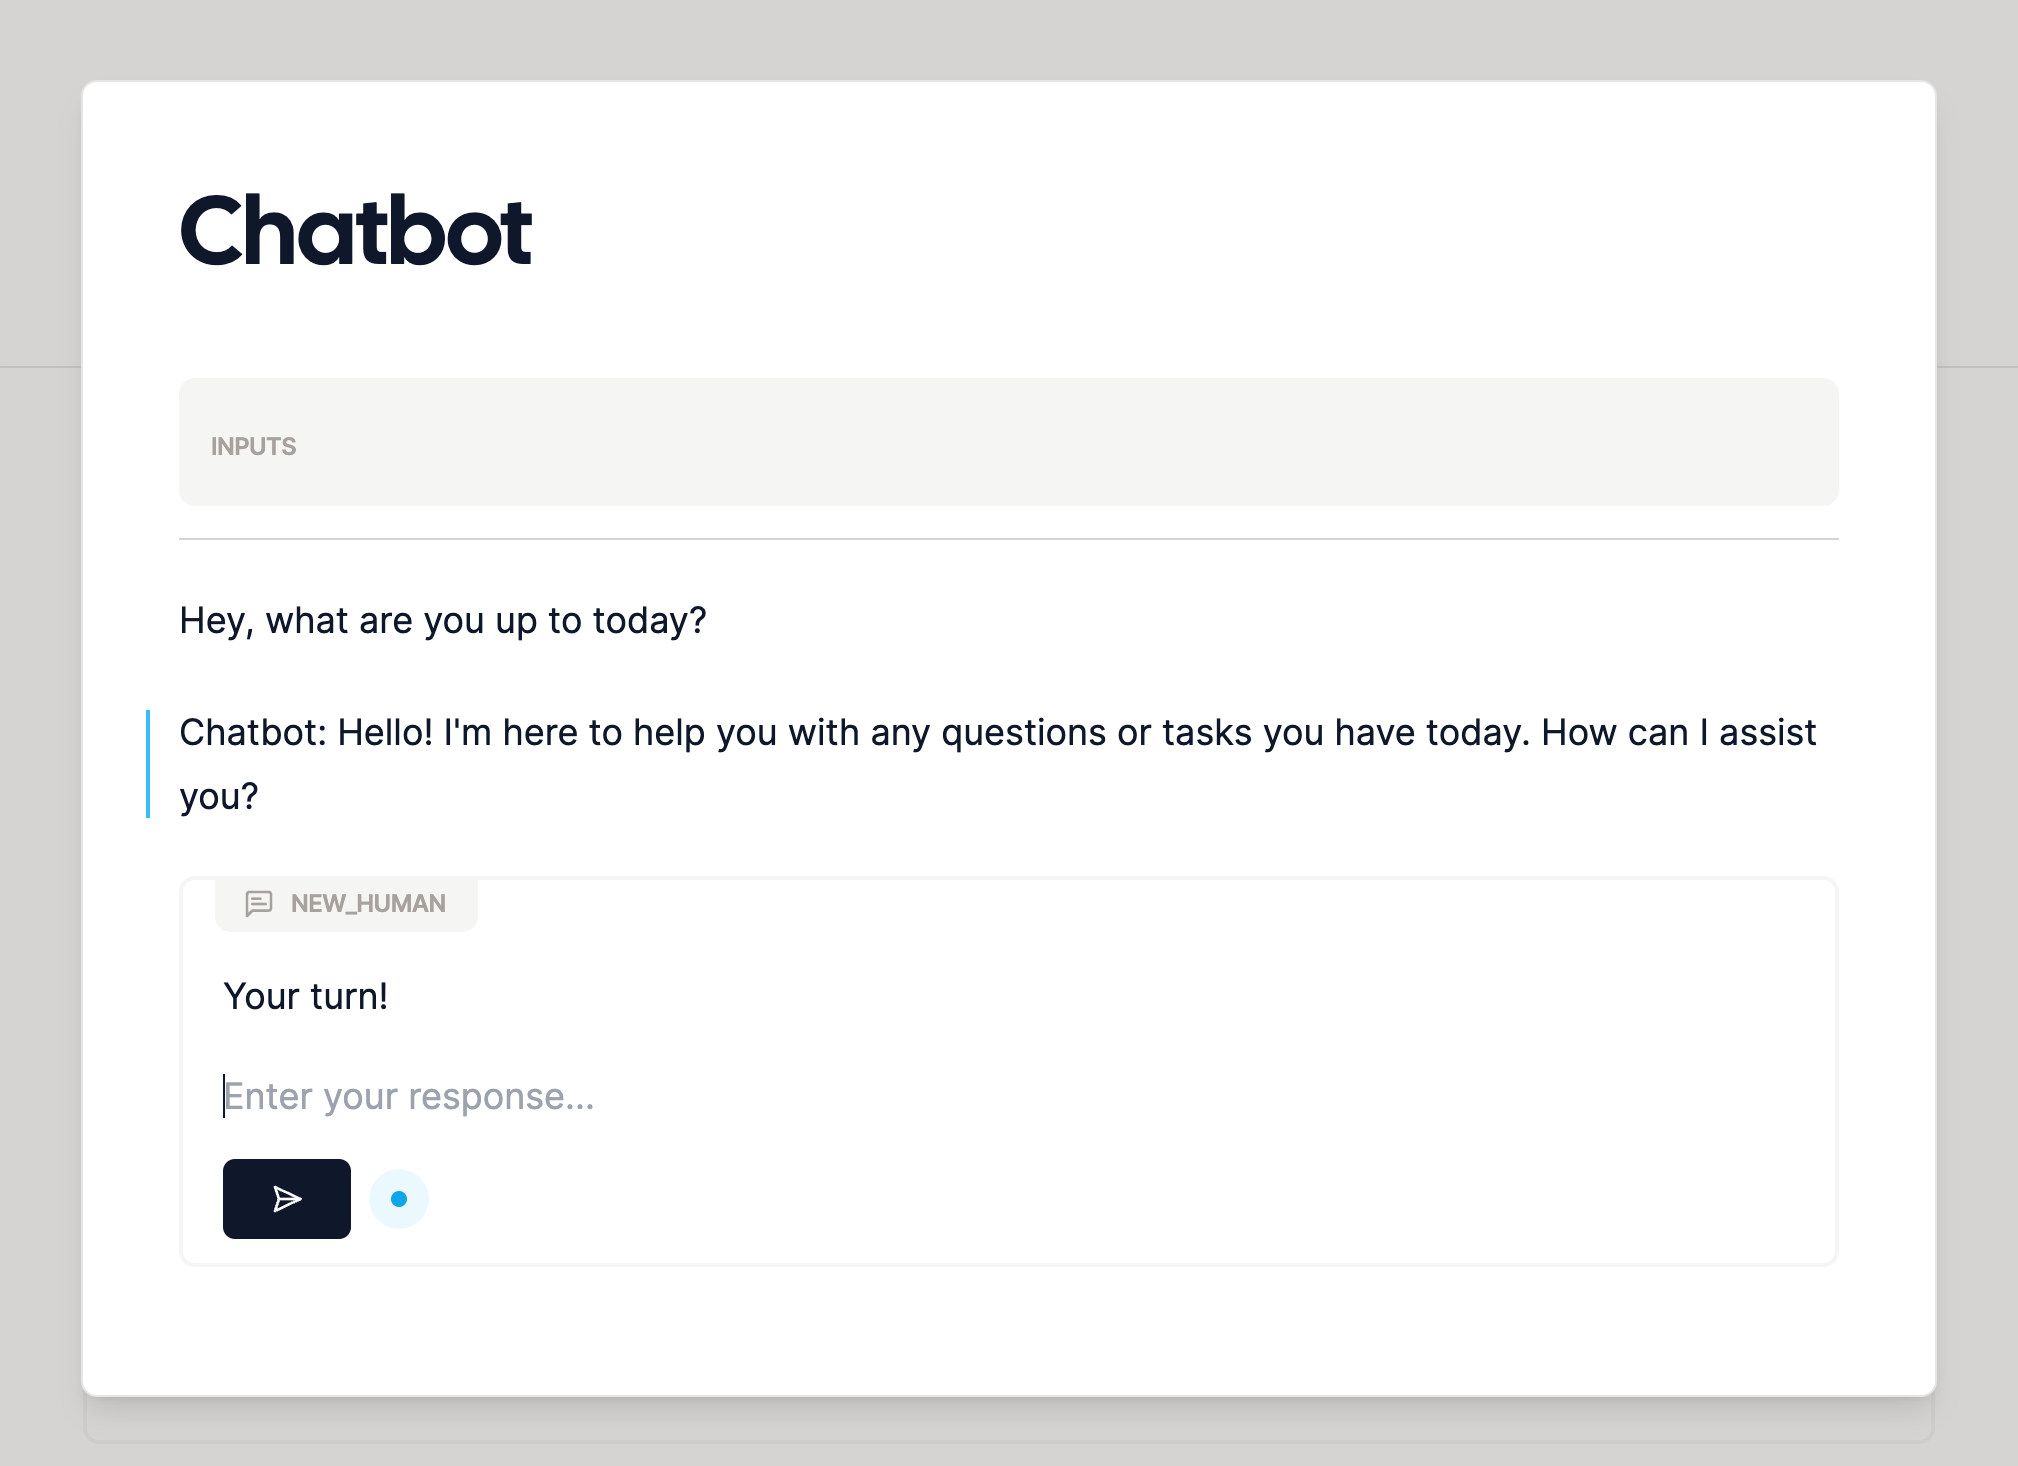 Chatbot
INPUTS
Hey, what are you up to today?
Chatbot: Hello! I'm here to help you with any questions or tasks you have today. How can I assist
you?
NEW_HUMAN
Your turn!
Enter your response...